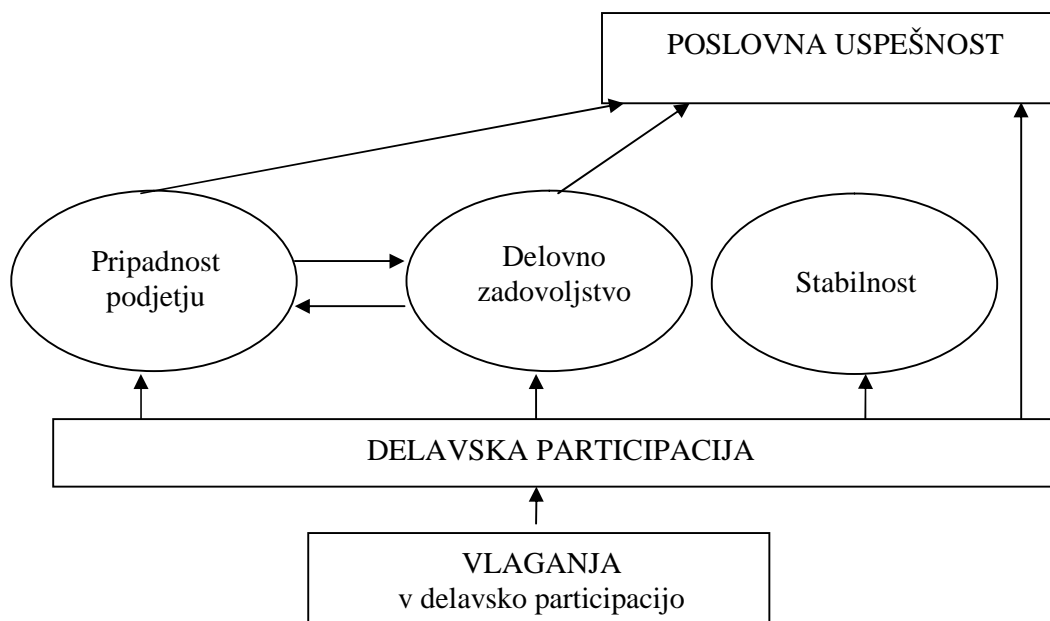 POSLOVNA USPEŠNOST
Pripadnost
podjetju
Delovno
zadovoljstvo
Stabilnost
DELAVSKA PARTICIPACIJA
VLAGANJA
v delavsko participacijo